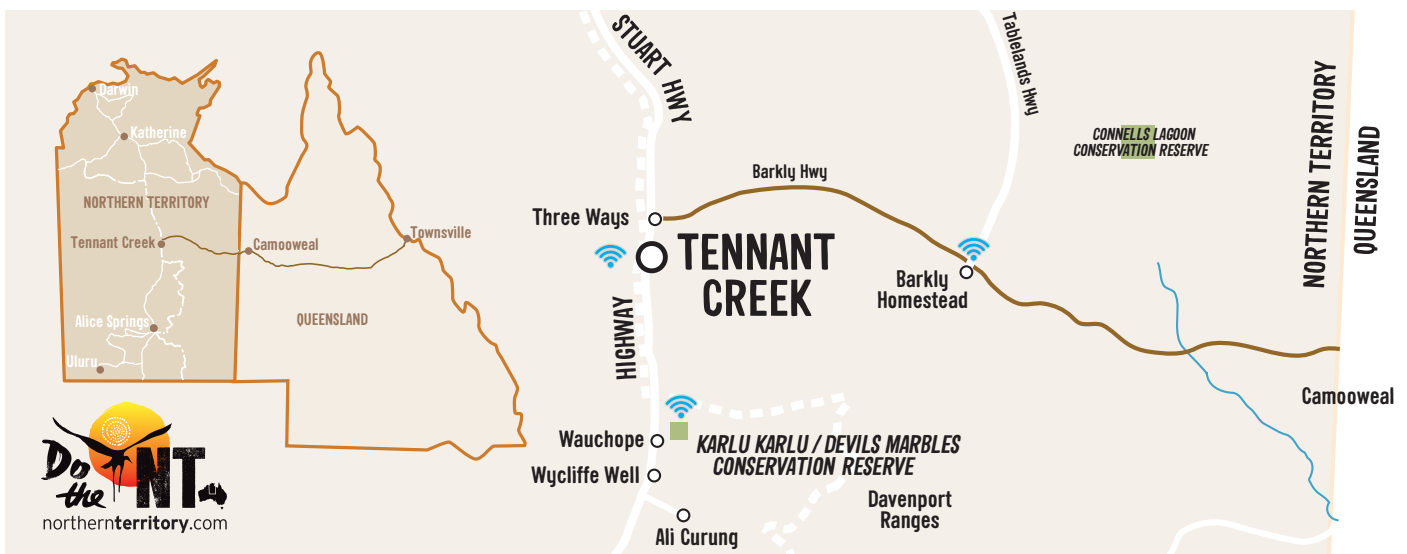 Darwin
Katherine
NORTHERN TERRITORY
Tennant Creek
Camooweal
Townsville
Alice Springs
QUEENSLAND
Uluru
Do
the NT.
northernterritory.com
STUART HWY
Tablelands Hwy
CONNELLS LAGOON
CONSERVATION RESERVE
NORTHERN TERRITORY
QUEENSLAND
Barkly Hwy
Three Ways
TENNANT
CREEK
Barkly
Homestead
HIGHWAY
Camooweal
Wauchope
KARLU KARLU / DEVILS MARBLES
CONSERVATION RESERVE
Wycliffe Well
Davenport
Ranges
Ali Curung